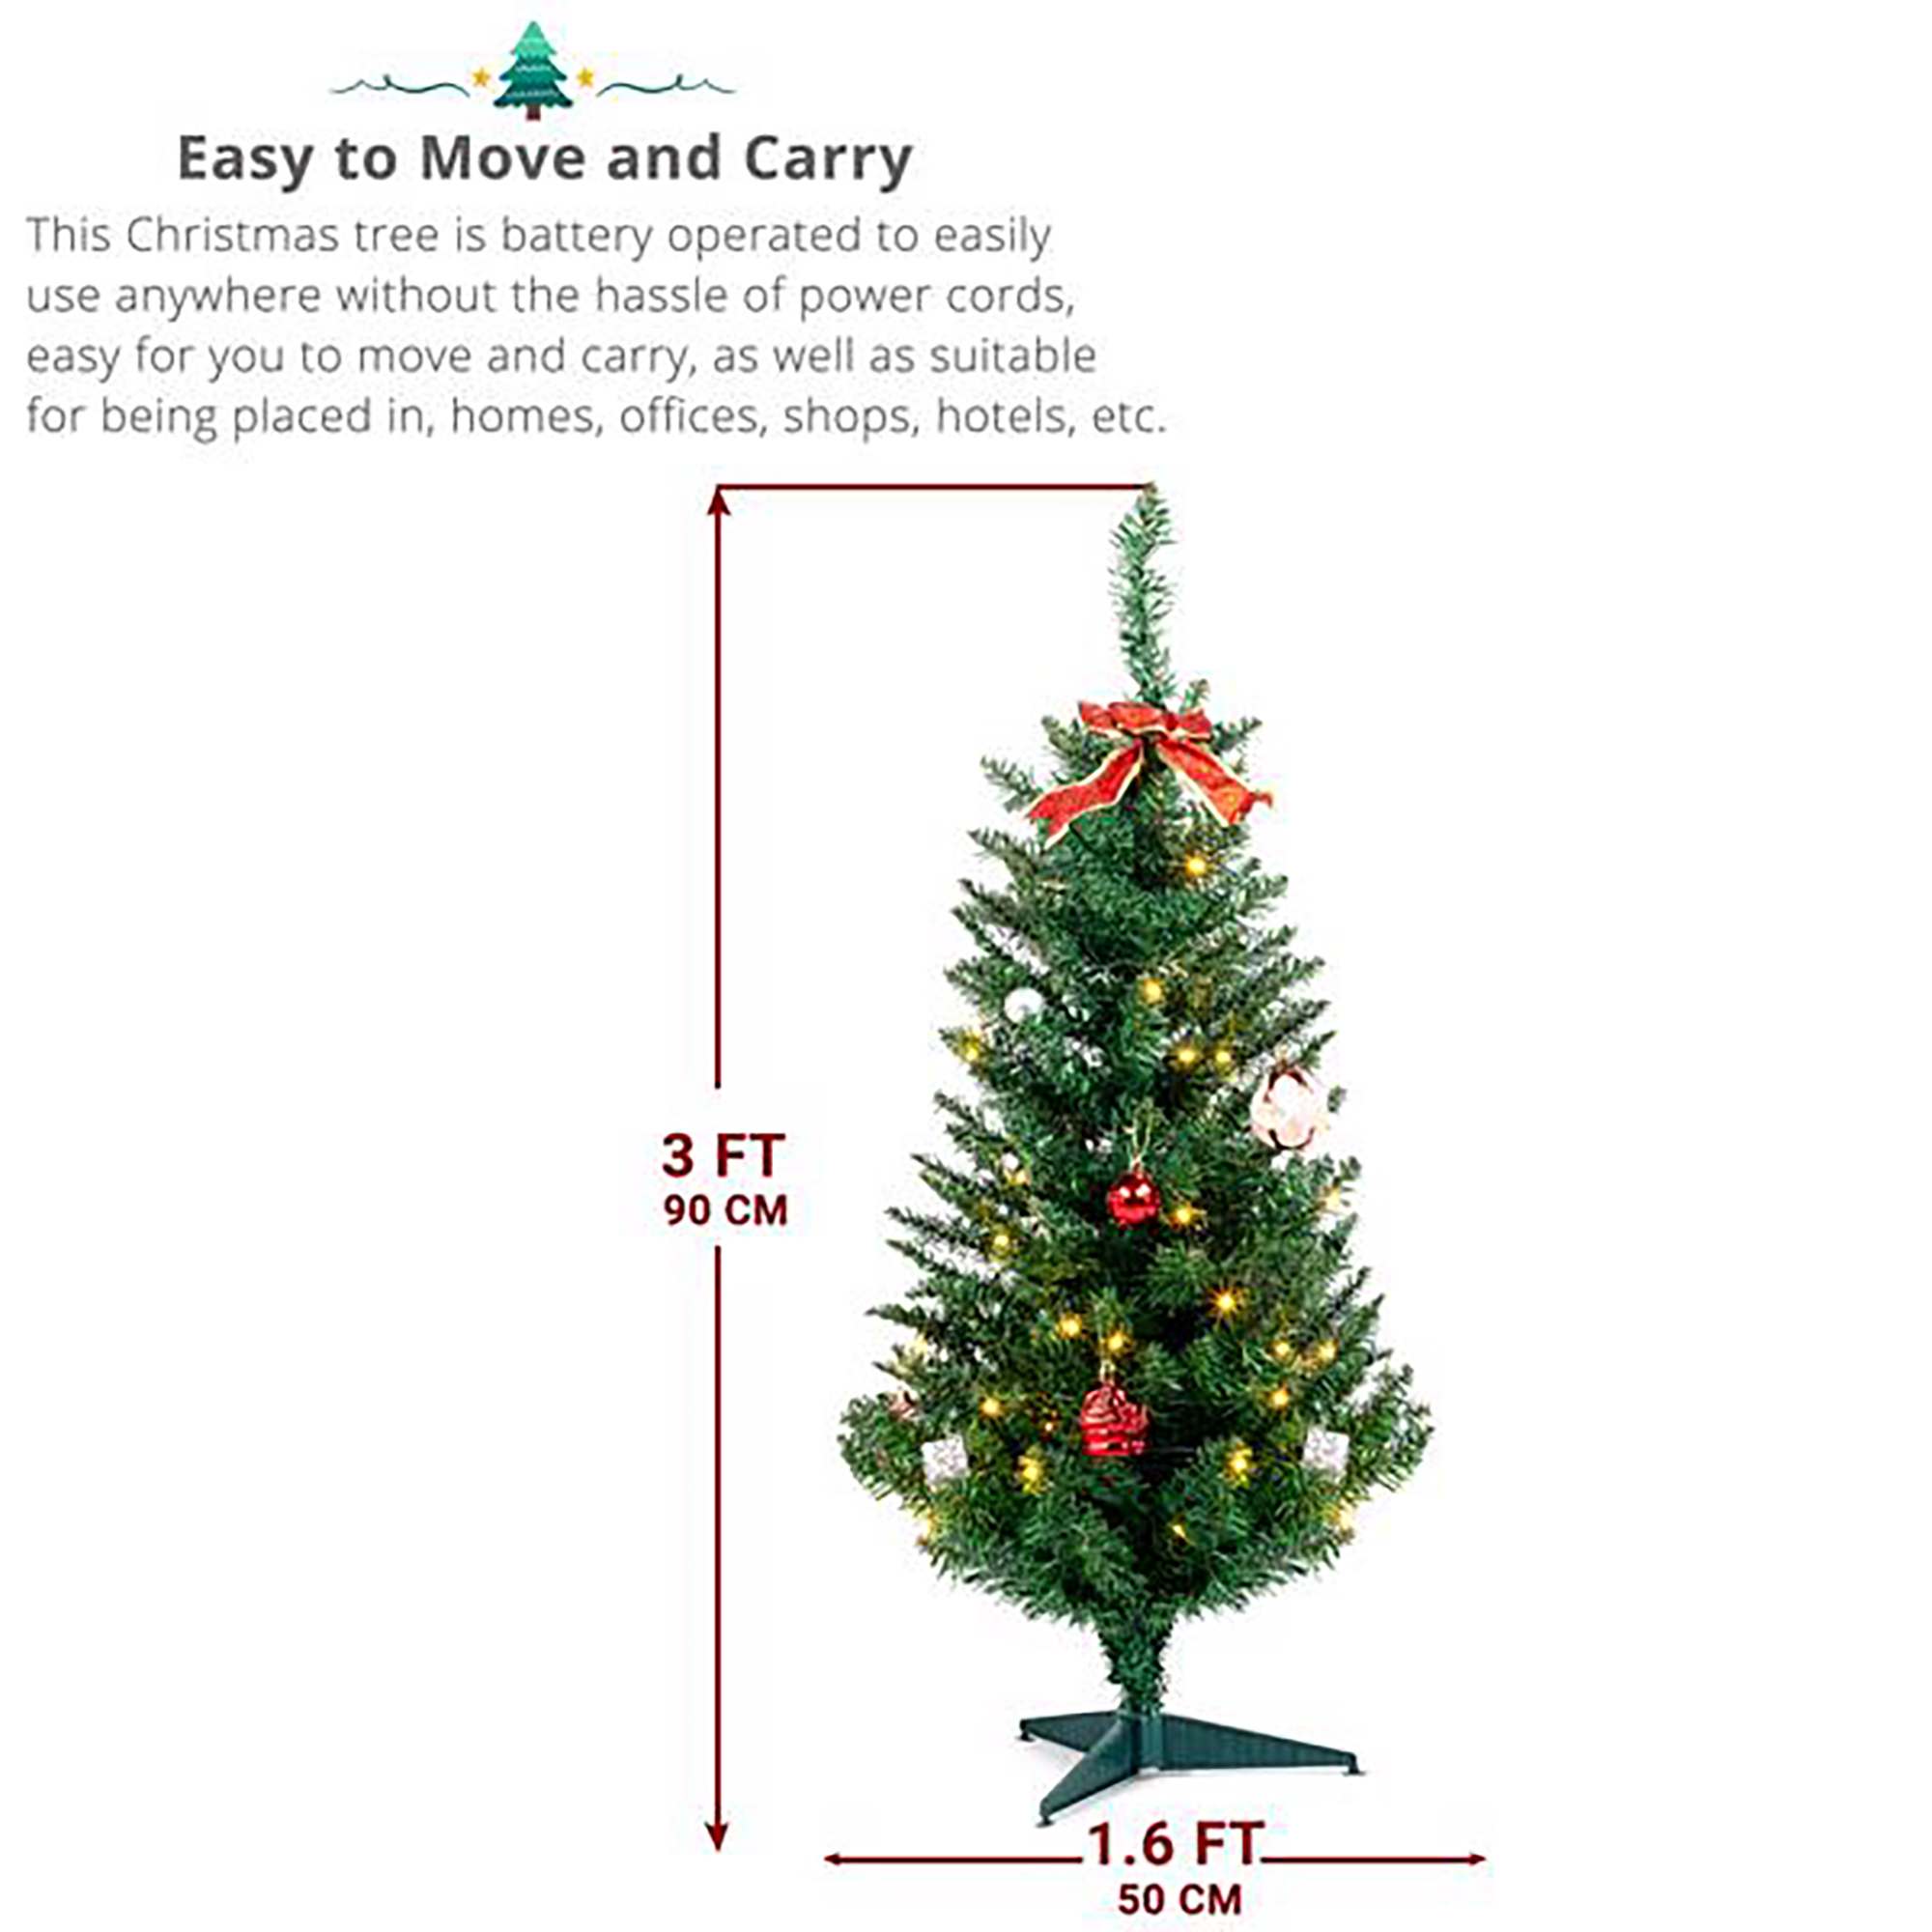 Easy to Move and Carry
This Christmas tree is battery operated to easily
use anywhere without the hassle of power cords,
easy for you to move and carry, as well as suitable
for being placed in, homes, offices, shops, hotels, etc.
3 FT
90 CM
1.6 FT
50 CM